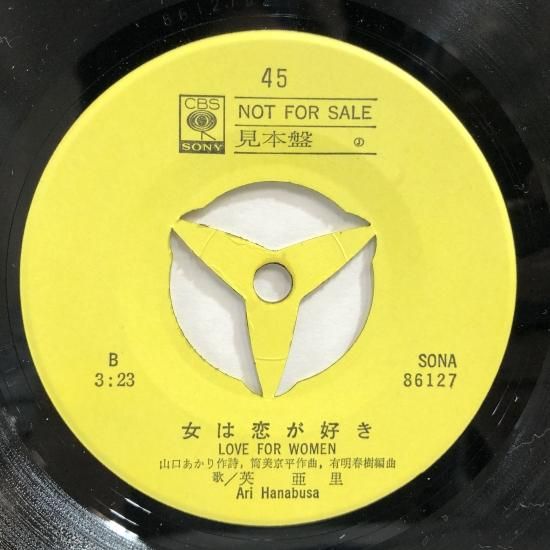 45
CBS
SONY
NOT FOR SALE
見本盤 Ⓙ
B
3:23
SONA
86127
女は恋が好き
LOVE FOR WOMEN
山口あかり作詩，筒美京平作曲，有明春樹編曲
歌／英 亜 里
Ari Hanabusa